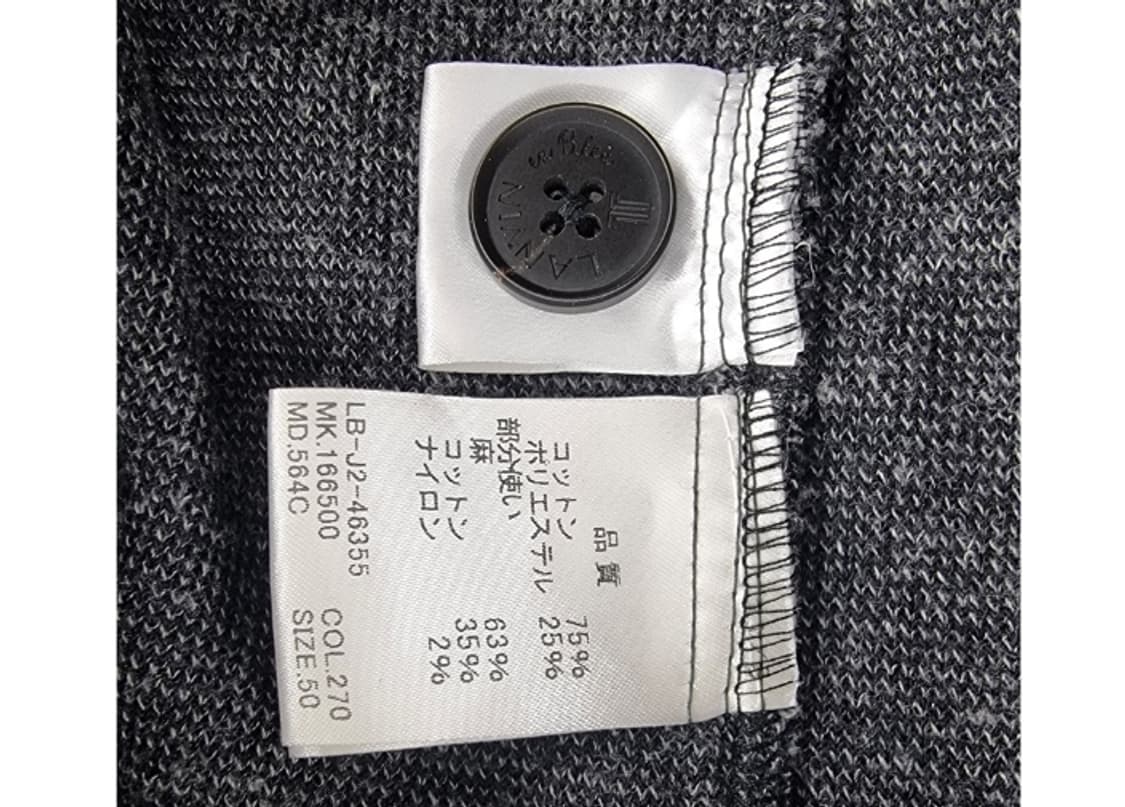 en Bleu
LANVIN
品質
コットン 75%
ポリエステル 25%
部分使い
麻 63%
コットン 35%
ナイロン 2%
LB-J2-46355
MK.166500 COL.270
MD.564C SIZE.50